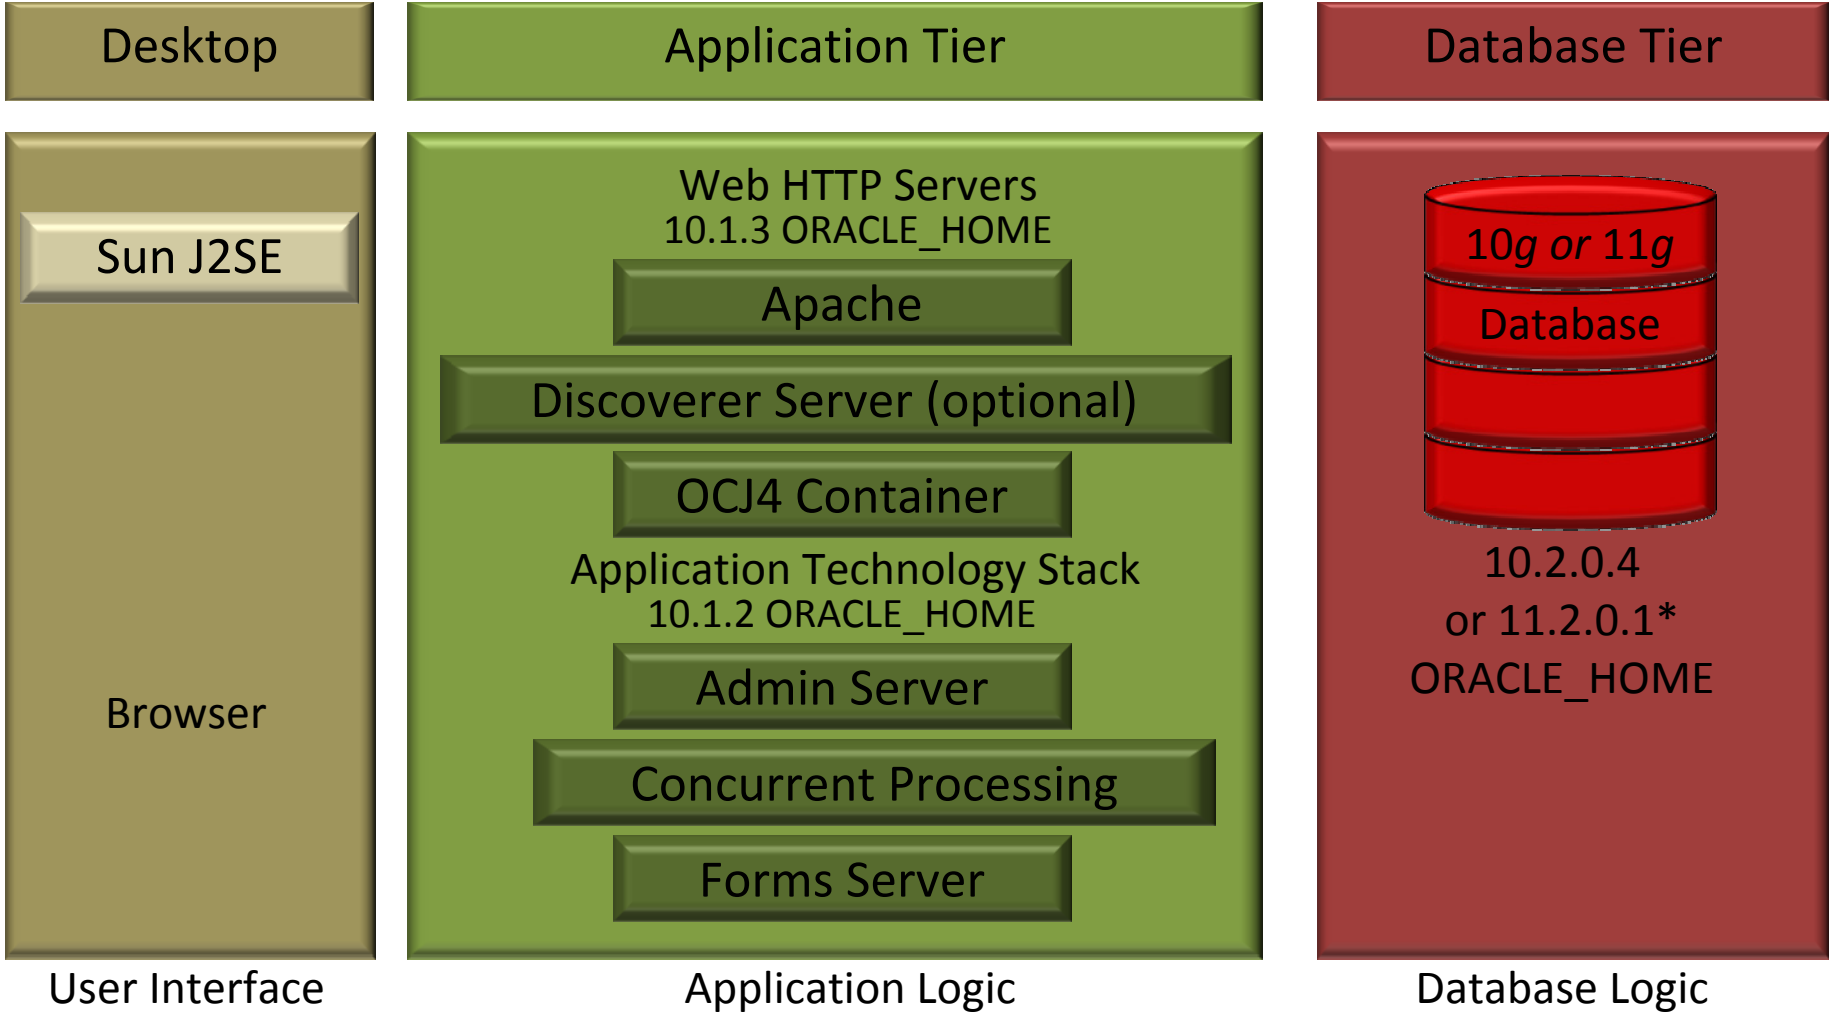 Desktop
Sun J2SE
Browser
User Interface
Application Tier
Web HTTP Servers
10.1.3 ORACLE_HOME
Apache
Discoverer Server (optional)
OCJ4 Container
Application Technology Stack
10.1.2 ORACLE_HOME
Admin Server
Concurrent Processing
Forms Server
Application Logic
Database Tier
10g or 11g
Database
10.2.0.4
or 11.2.0.1*
ORACLE_HOME
Database Logic